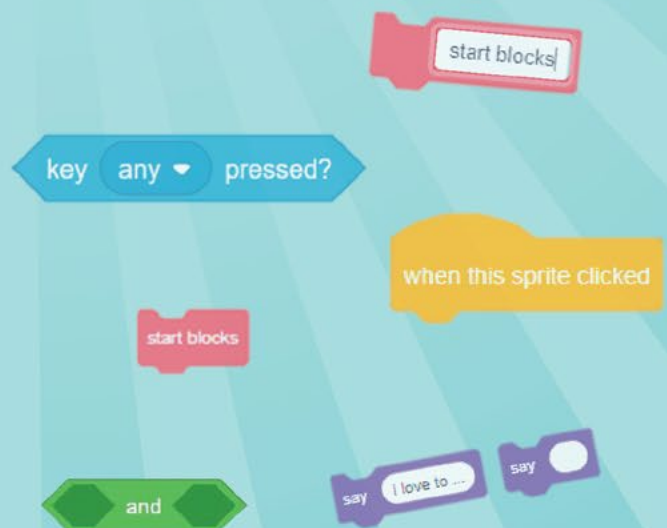 start blocks
key any pressed?
when this sprite clicked
start blocks
say i love to ...
say
and